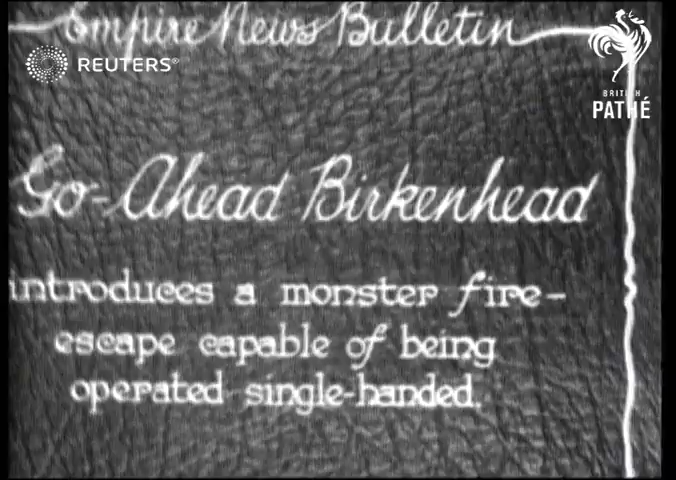 Empire News Bulletin
REUTERS®
BRITISH
PATHÉ
Go-Ahead Birkenhead
introduces a monster fire-
escape capable of being
operated single-handed.